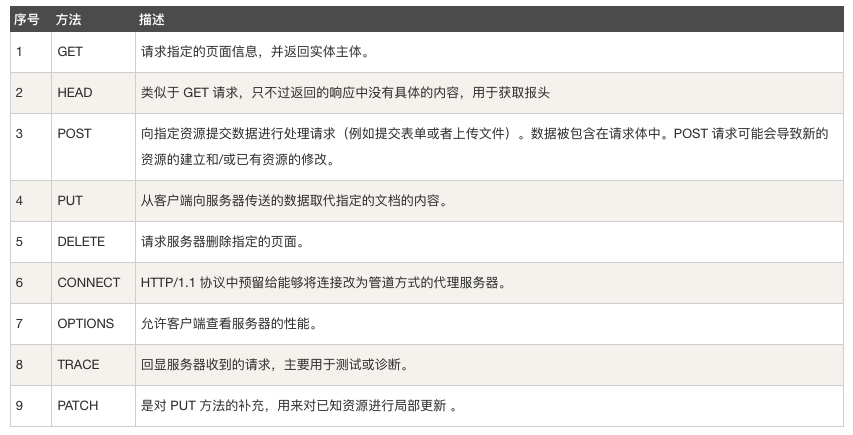 序号 方法 描述
1 GET 请求指定的页面信息，并返回实体主体。
2 HEAD 类似于 GET 请求，只不过返回的响应中没有具体的内容，用于获取报头
3 POST 向指定资源提交数据进行处理请求（例如提交表单或者上传文件）。数据被包含在请求体中。POST 请求可能会导致新的
资源的建立和/或已有资源的修改。
4 PUT 从客户端向服务器传送的数据取代指定的文档的内容。
5 DELETE 请求服务器删除指定的页面。
6 CONNECT HTTP/1.1 协议中预留给能够将连接改为管道方式的代理服务器。
7 OPTIONS 允许客户端查看服务器的性能。
8 TRACE 回显服务器收到的请求，主要用于测试或诊断。
9 PATCH 是对 PUT 方法的补充，用来对已知资源进行局部更新 。